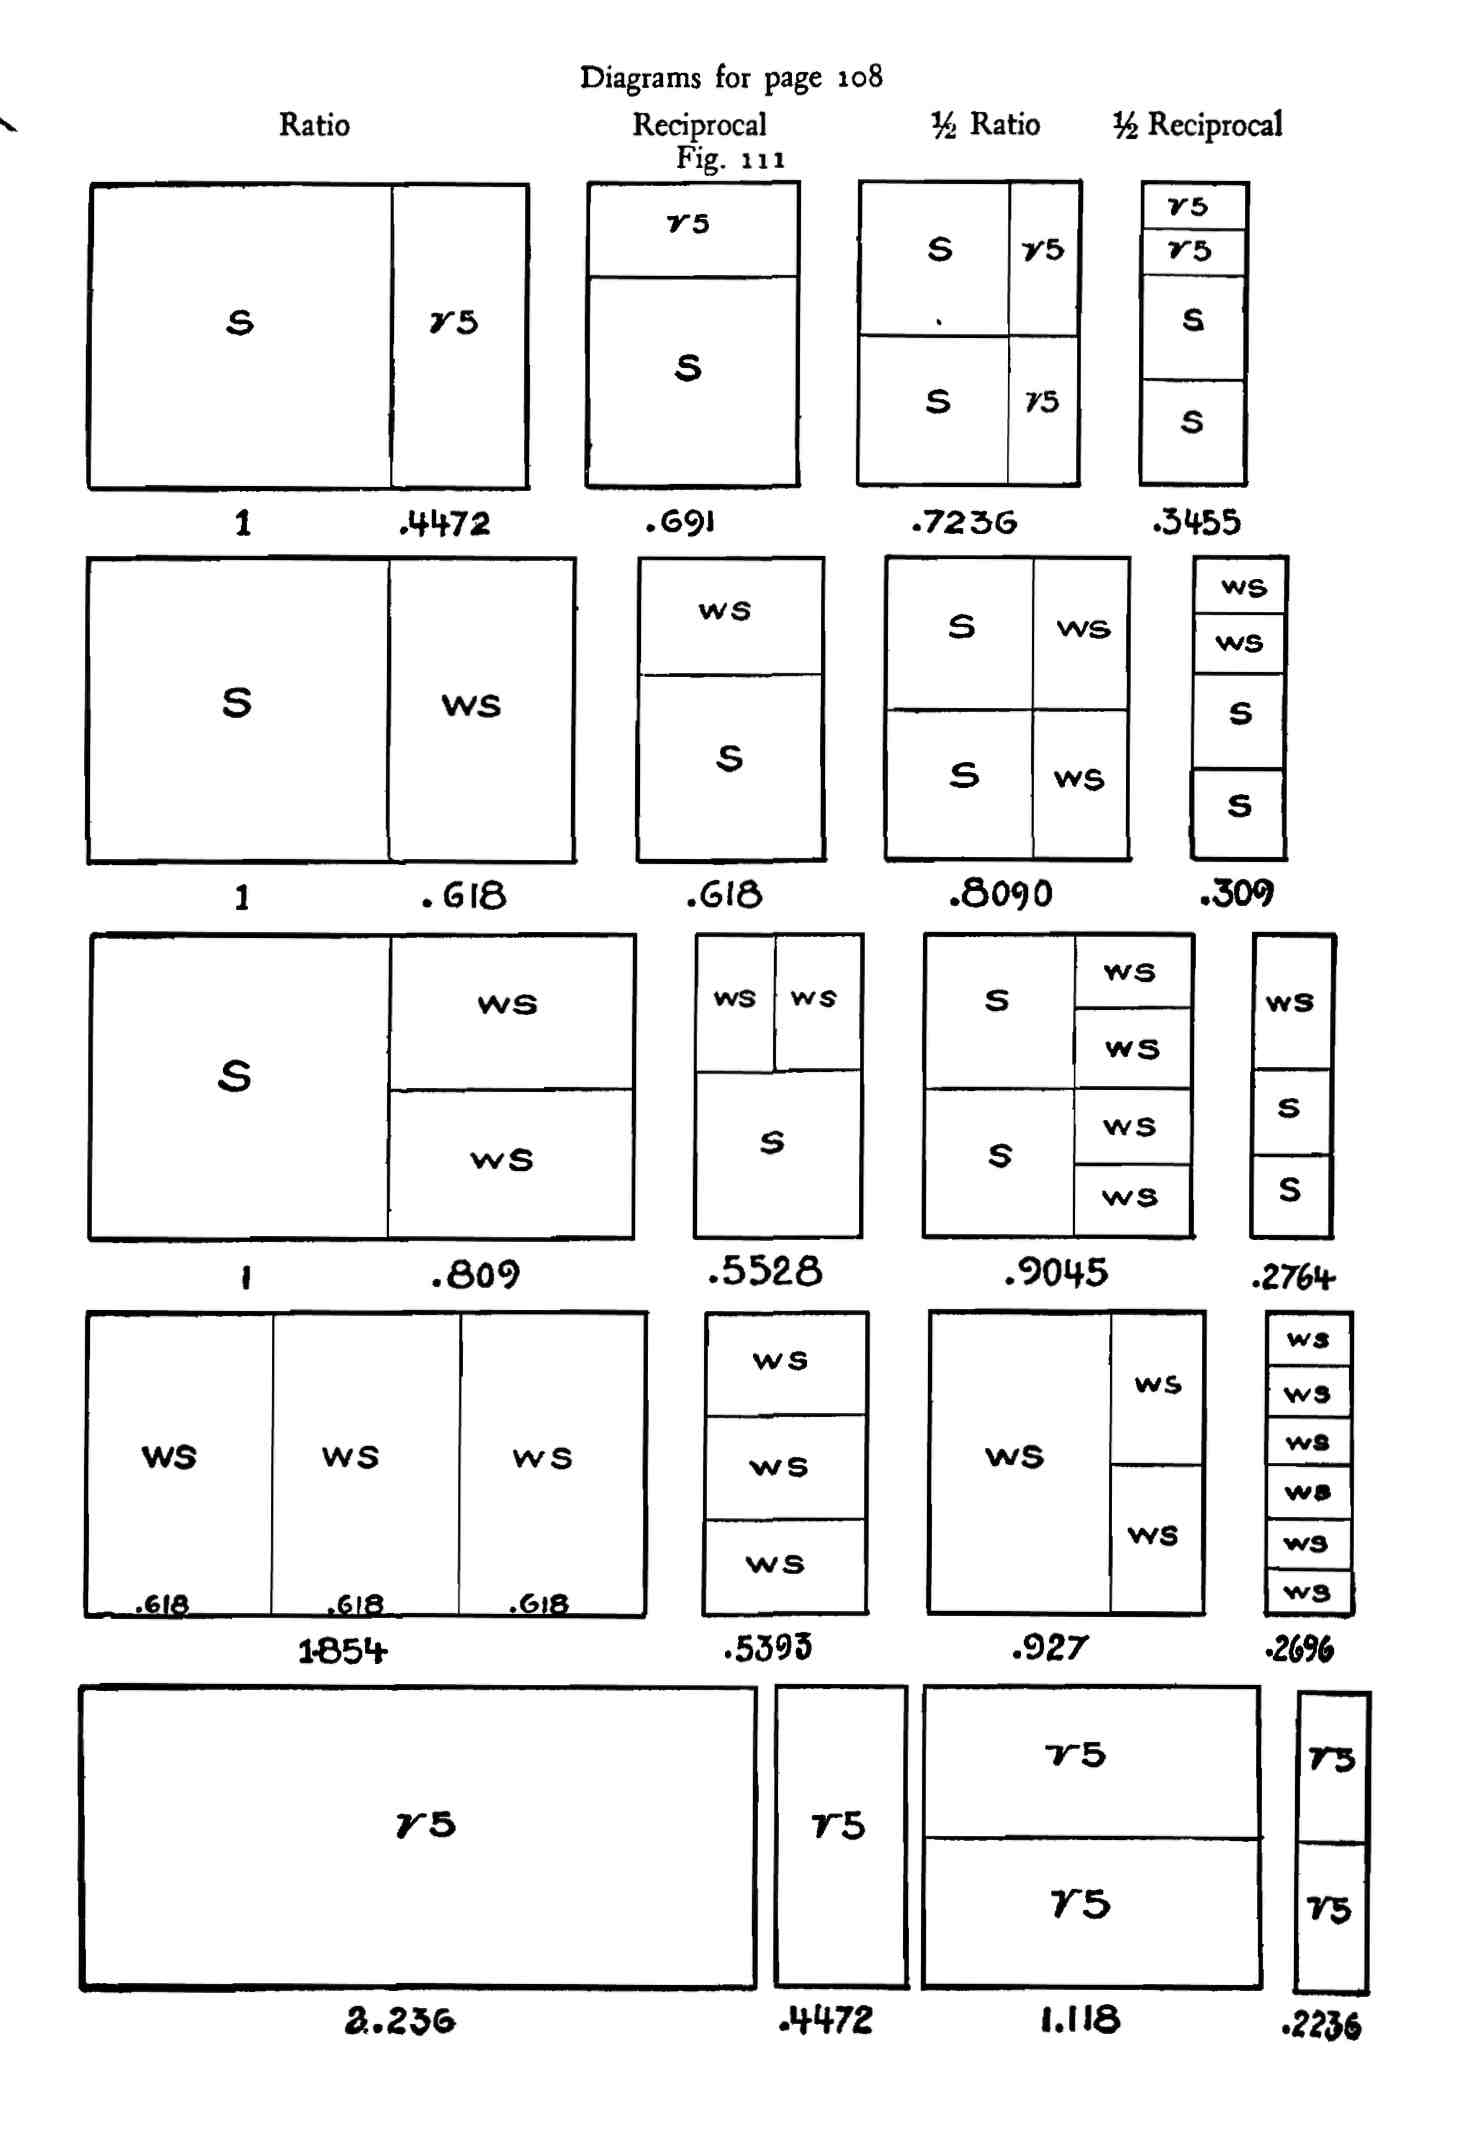 Diagrams for page 108
Ratio Reciprocal ½ Ratio ½ Reciprocal
Fig. 111
r5
r5
S r5
r5
S r5
S
S
S r5
S
1 .4472 .691 .7236 .3455
ws
ws
S ws
ws
S ws
S
S
S ws
S
1 .618 .618 .8090 .309
ws
ws ws
S
ws
ws
S
ws
ws
S
S
S
ws
ws
S
ws
S
1 .809 .5528 .9045 .2764
ws ws ws
.618 .618 .618
ws
ws
ws
ws
ws
ws
ws
ws
ws
ws
ws
ws
1.854 .5393 .927 .2696
r5 r5
r5
r5
r5
r5
2.236 .4472 1.118 .2236